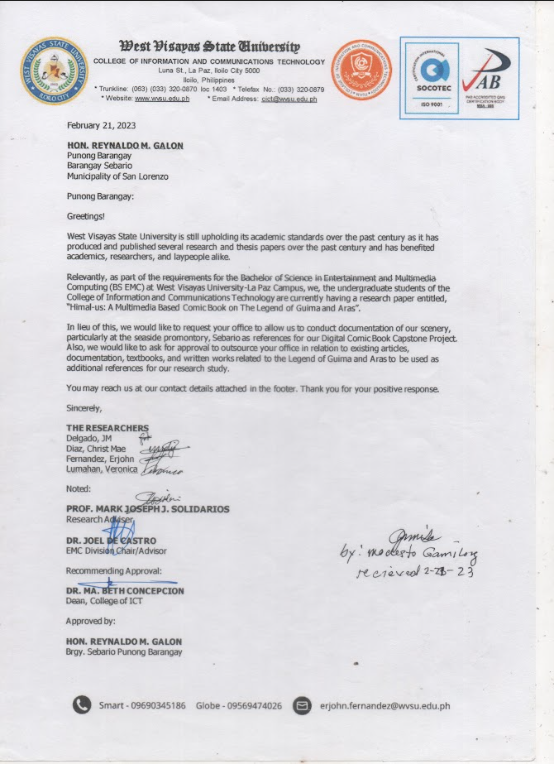 West Visayas State University
COLLEGE OF INFORMATION AND COMMUNICATIONS TECHNOLOGY
Luna St., La Paz, Iloilo City 5000
Iloilo, Philippines
* Trunkline: (063) (033) 320-0870 loc 1403 * Telefax No.: (033) 320-0879
* Website: www.wvsu.edu.ph * Email Address: cict@wvsu.edu.ph
WEST VISAYAS STATE UNIVERSITY
ILOILO CITY
SOCOTEC
ISO 9001
AB
February 21, 2023
HON. REYNALDO M. GALON
Punong Barangay
Barangay Sebario
Municipality of San Lorenzo
Punong Barangay:
Greetings!
West Visayas State University is still upholding its academic standards over the past century as it has
produced and published several research and thesis papers over the past century and has benefited
academics, researchers, and laypeople alike.
Relevantly, as part of the requirements for the Bachelor of Science in Entertainment and Multimedia
Computing (BS EMC) at West Visayas University-La Paz Campus, we, the undergraduate students of the
College of Information and Communications Technology are currently having a research paper entitled,
"Himal-us: A Multimedia Based Comic Book on The Legend of Guima and Aras".
In lieu of this, we would like to request your office to allow us to conduct documentation of our scenery,
particularly at the seaside promontory, Sebario as references for our Digital Comic Book Capstone Project.
Also, we would like to ask for approval to outsource your office in relation to existing articles,
documentation, textbooks, and written works related to the Legend of Guima and Aras to be used as
additional references for our research study.
You may reach us at our contact details attached in the footer. Thank you for your positive response.
Sincerely,
THE RESEARCHERS
Delgado, JM
Diaz, Christ Mae
Fernandez, Erjohn
Lumahan, Veronica
Noted:
PROF. MARK JOSEPH J. SOLIDARIOS
Research Adviser
DR. JOEL DE CASTRO
EMC Division Chair/Advisor
by: Modesto Gamilong
recieved 2-21-23
Recommending Approval:
DR. MA. BETH CONCEPCION
Dean, College of ICT
Approved by:
HON. REYNALDO M. GALON
Brgy. Sebario Punong Barangay
Smart - 09690345186 Globe - 09569474026 erjohn.fernandez@wvsu.edu.ph